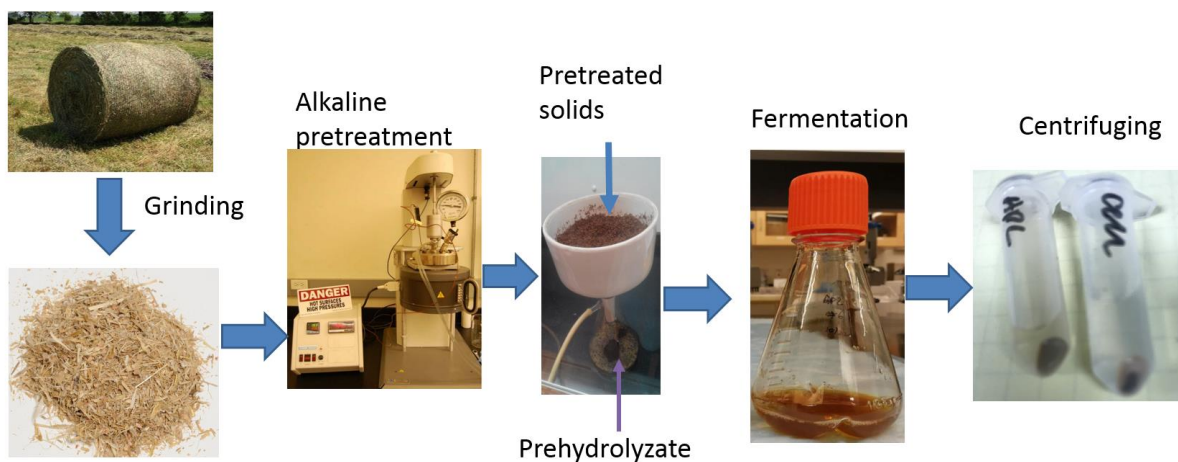 Grinding
Alkaline
pretreatment
DANGER
HOT SURFACES
HIGH PRESSURES
Pretreated
solids
Prehydrolyzate
Fermentation
Centrifuging